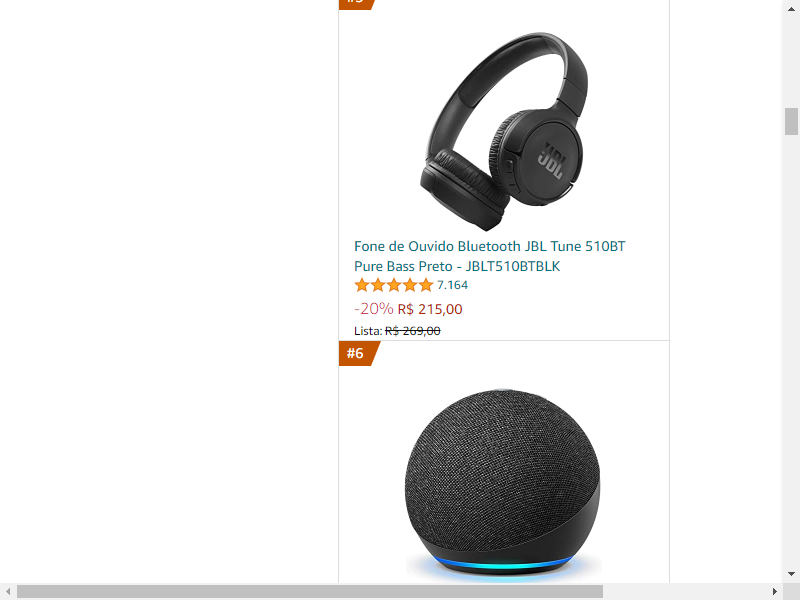 JBL
Fone de Ouvido Bluetooth JBL Tune 510BT
Pure Bass Preto - JBLT510BTBLK
7.164
-20% R$ 215,00
Lista: R$ 269,00
#6